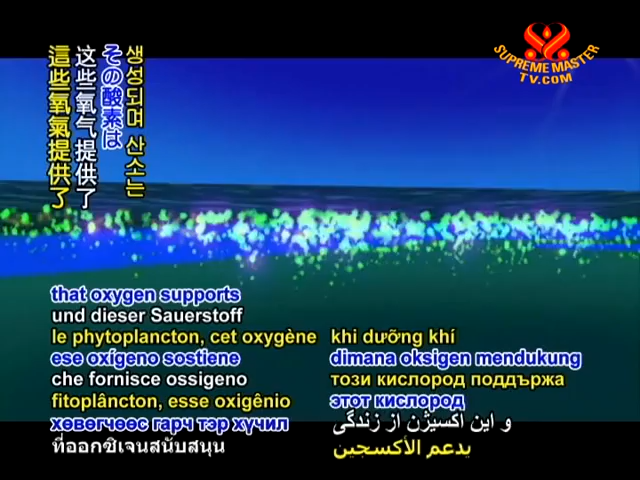 SUPREME MASTER
TV.COM
這些氧氣提供了
这些氧气提供了
その酸素は
생성되며 산소는
that oxygen supports
und dieser Sauerstoff
le phytoplancton, cet oxygène
ese oxígeno sostiene
che fornisce ossigeno
fitoplâncton, esse oxigênio
хөвөгчөөс гарч тэр хүчил
ที่ออกซิเจนสนับสนุน
khi dưỡng khí
dimana oksigen mendukung
този кислород поддържа
этот кислород
و این اکسیژن از زندگی
يدعم الأكسجين